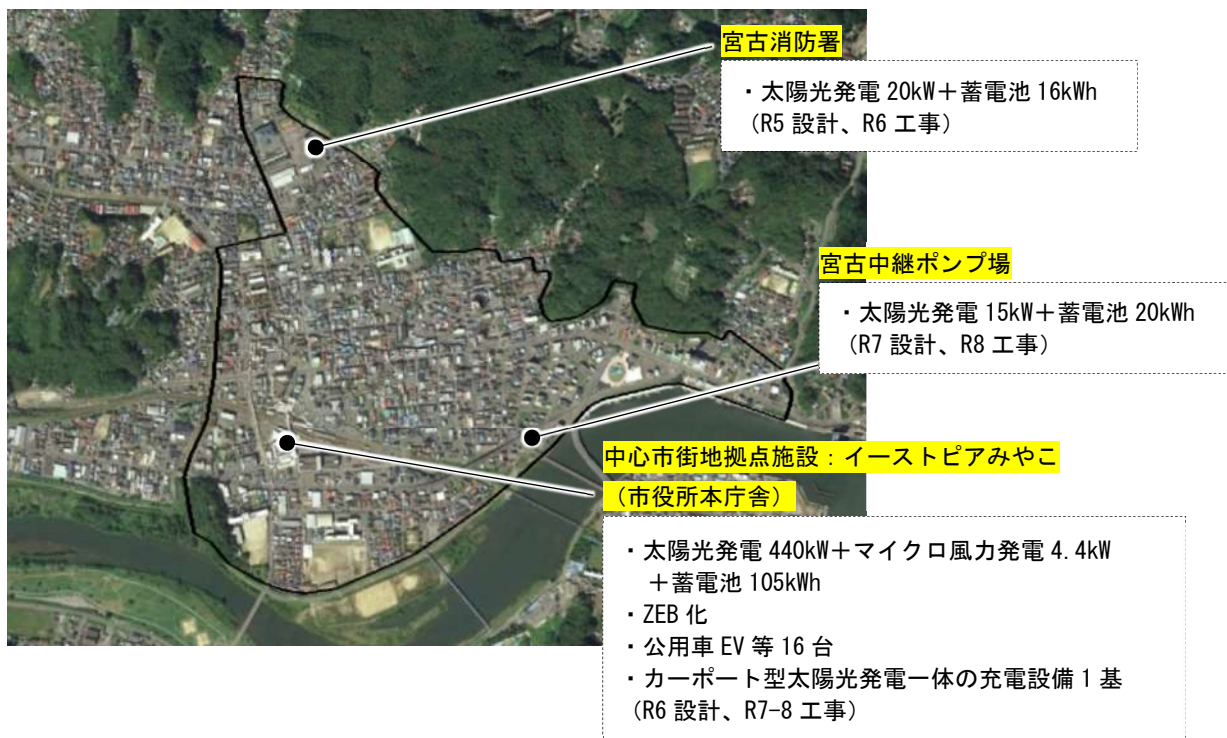 宮古消防署
・太陽光発電 20kW＋蓄電池 16kWh
（R5 設計、R6 工事）
宮古中継ポンプ場
・太陽光発電 15kW＋蓄電池 20kWh
（R7 設計、R8 工事）
中心市街地拠点施設：イーストピアみやこ
（市役所本庁舎）
・太陽光発電 440kW＋マイクロ風力発電 4.4kW
＋蓄電池 105kWh
・ZEB 化
・公用車 EV 等 16 台
・カーポート型太陽光発電一体の充電設備 1 基
（R6 設計、R7-8 工事）